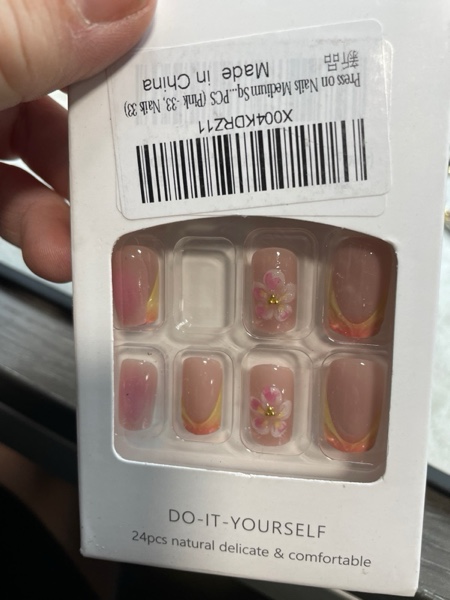 X004KDRZ11
Press on Nails Medium Sq...PCS (Pink -33, Nails 33)
新品
Made in China
DO-IT-YOURSELF
24pcs natural delicate & comfortable